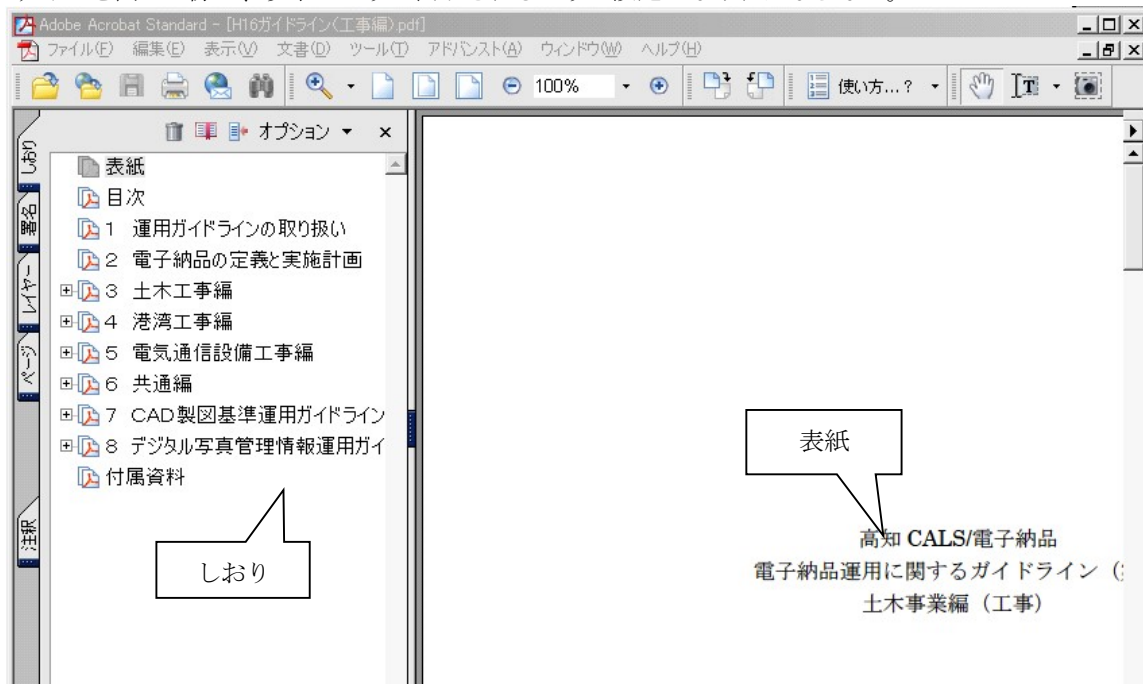 Adobe Acrobat Standard - [H16ガイドライン(工事編).pdf]
ファイル(F) 編集(E) 表示(V) 文書(D) ツール(T) アドバンスト(A) ウィンドウ(W) ヘルプ(H)
100%
使い方...?
オプション
しおり
署名
レイヤー
ページ
注釈
表紙
目次
1 運用ガイドラインの取り扱い
2 電子納品の定義と実施計画
3 土木工事編
4 港湾工事編
5 電気通信設備工事編
6 共通編
7 CAD製図基準運用ガイドライン
8 デジタル写真管理情報運用ガイ
付属資料
しおり
表紙
高知 CALS/電子納品
電子納品運用に関するガイドライン（
土木事業編（工事）